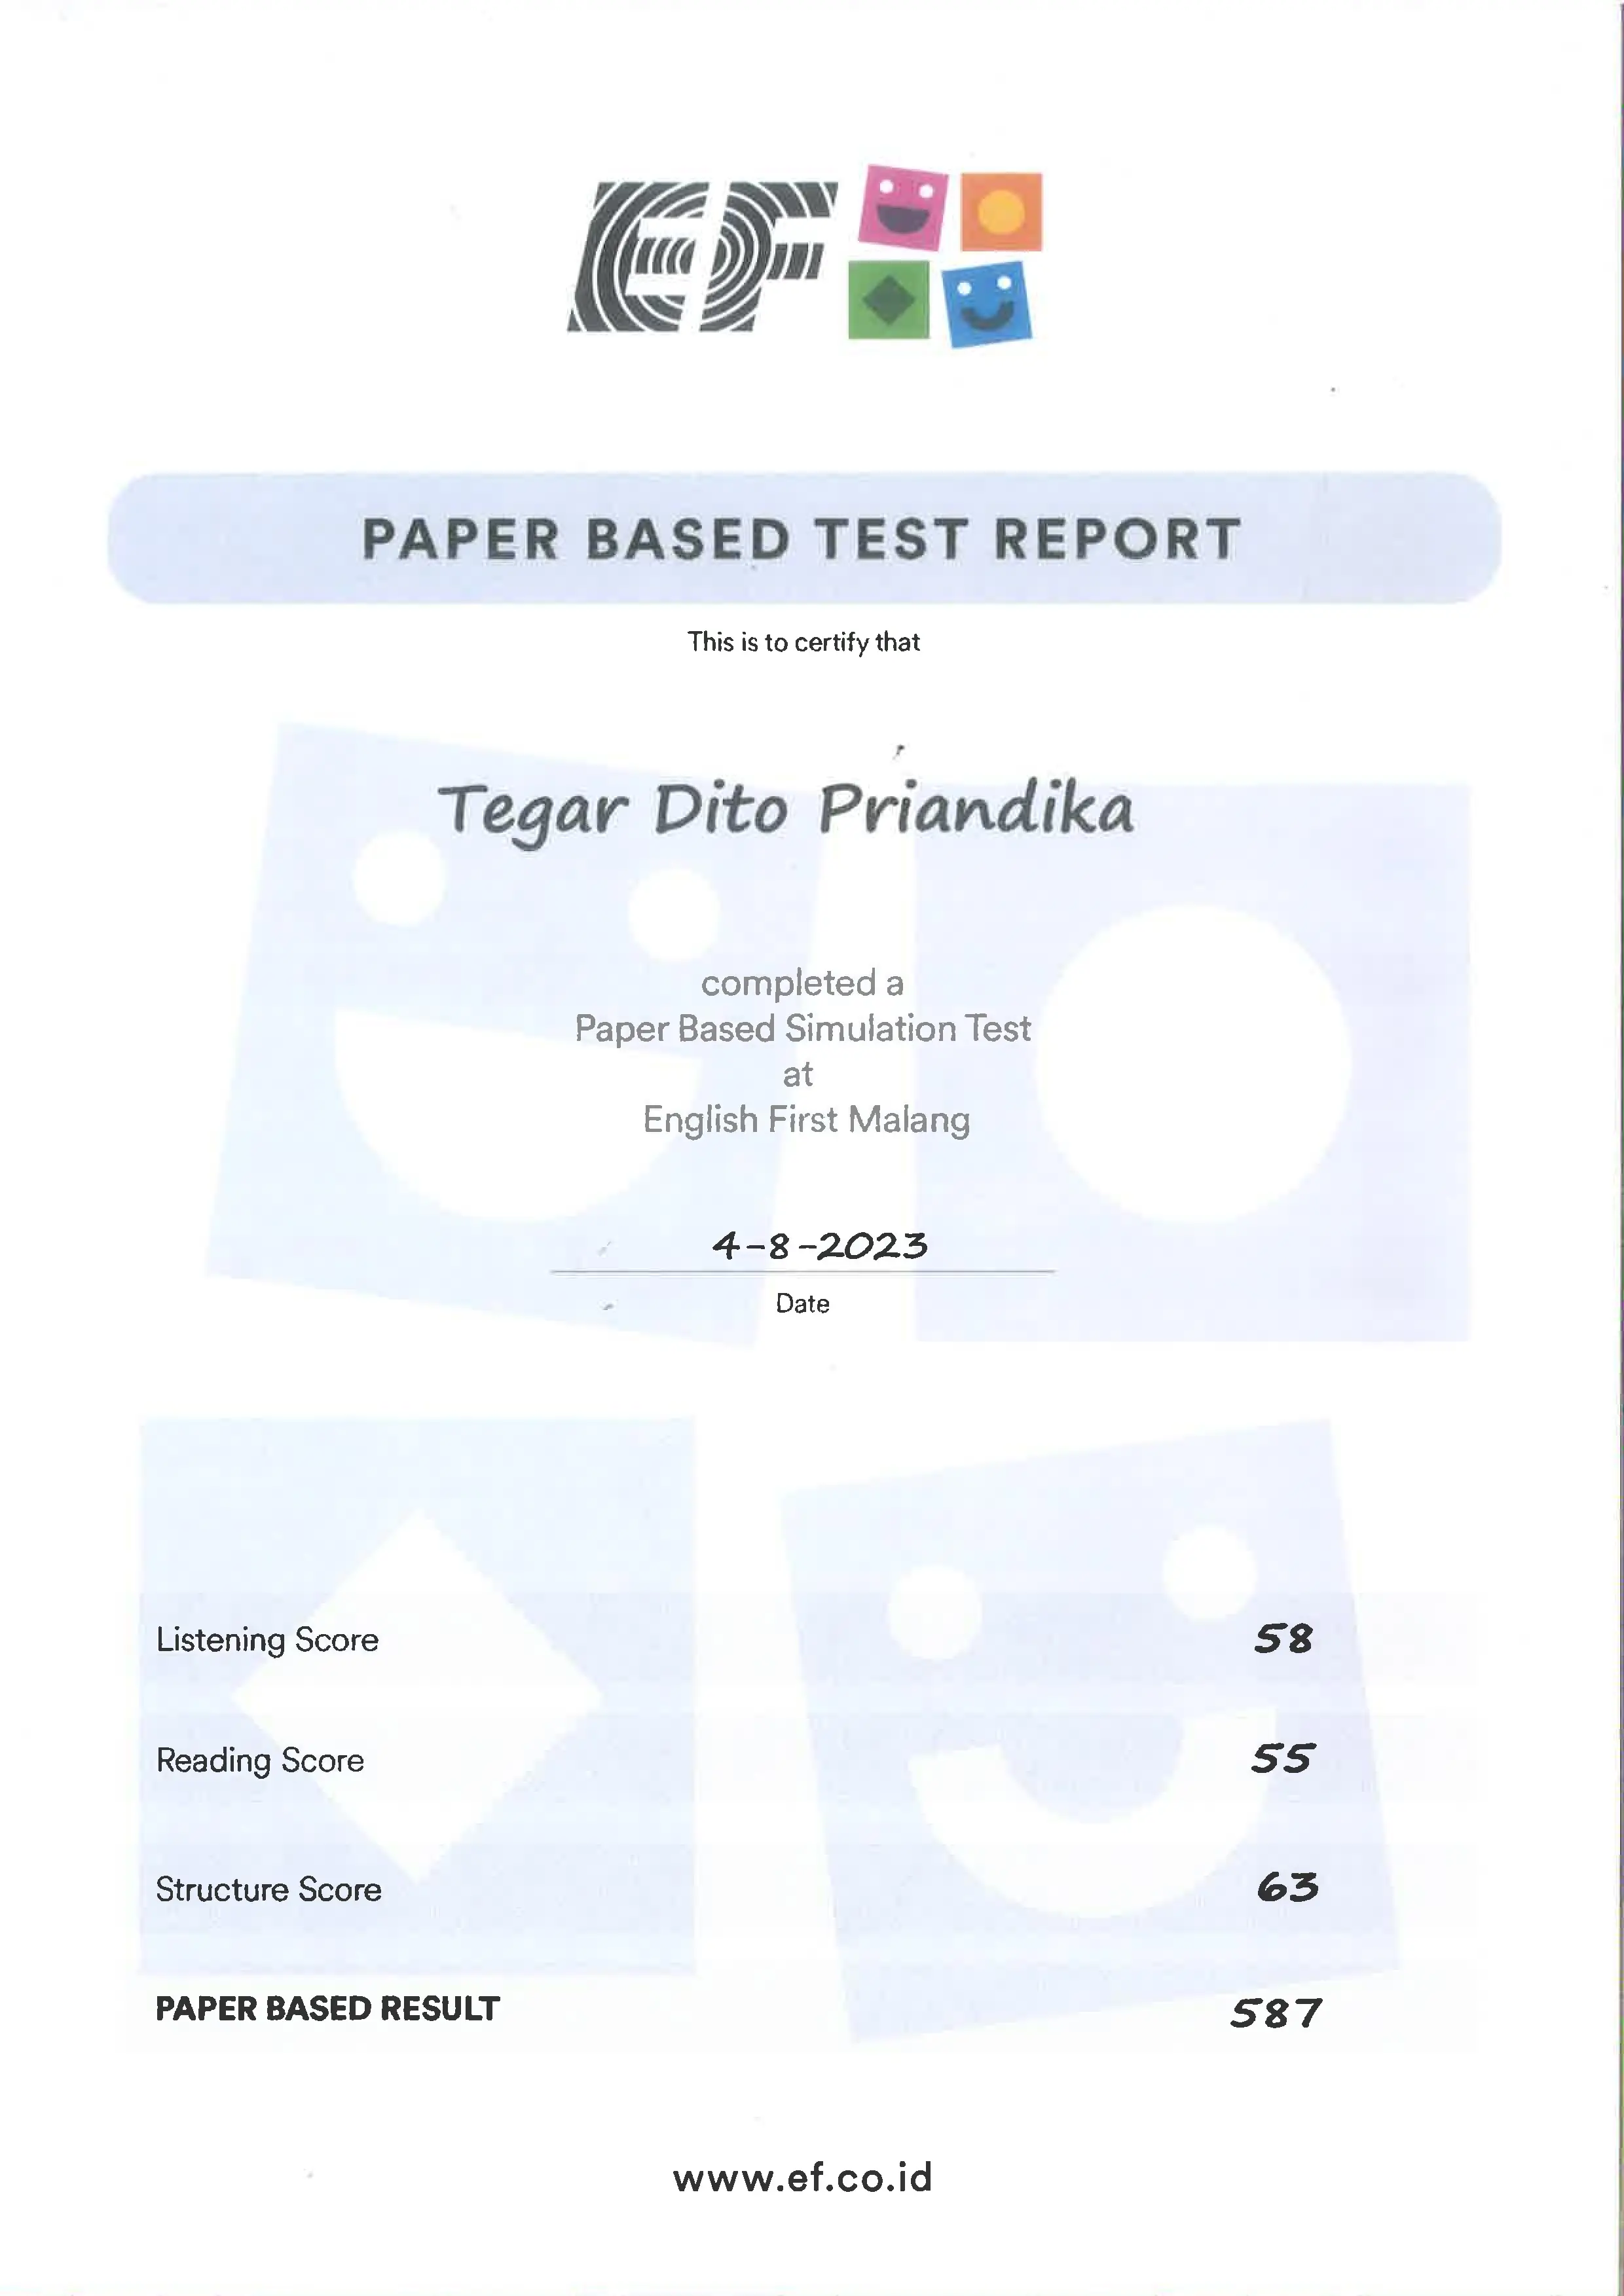 EF
PAPER BASED TEST REPORT
This is to certify that
Tegar Dito Priandika
completed a
Paper Based Simulation Test
at
English First Malang
4-8-2023
Date
Listening Score 58
Reading Score 55
Structure Score 63
PAPER BASED RESULT 587
www.ef.co.id